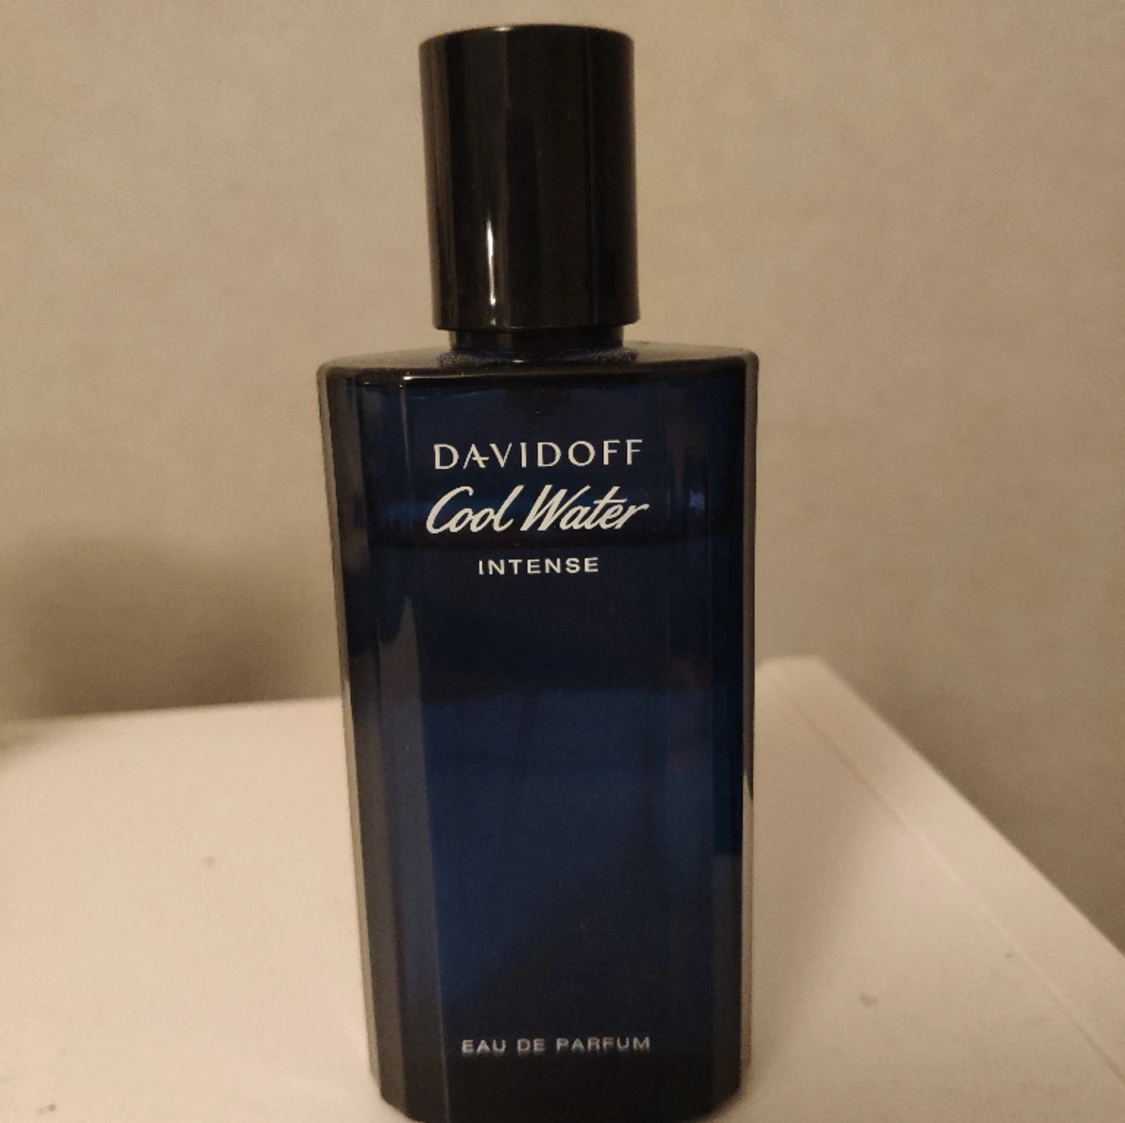 DAVIDOFF
Cool Water
INTENSE
EAU DE PARFUM